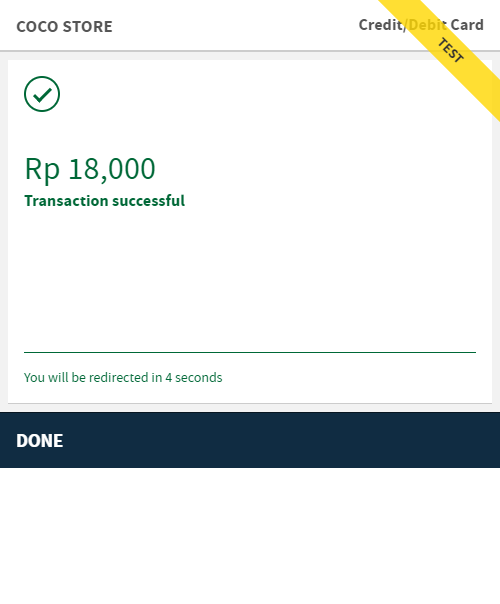 COCO STORE
Credit/Debit Card
TEST
Rp 18,000
Transaction successful
You will be redirected in 4 seconds
DONE